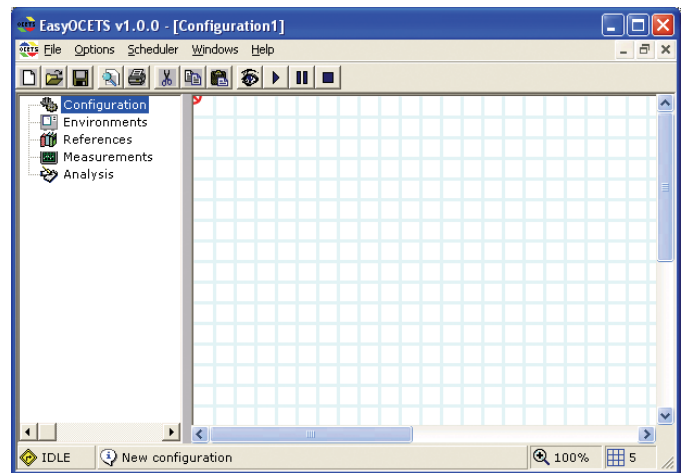 EasyOCETS v1.0.0 - [Configuration1]
File Options Scheduler Windows Help
Configuration
Environments
References
Measurements
Analysis
IDLE New configuration 100% 5